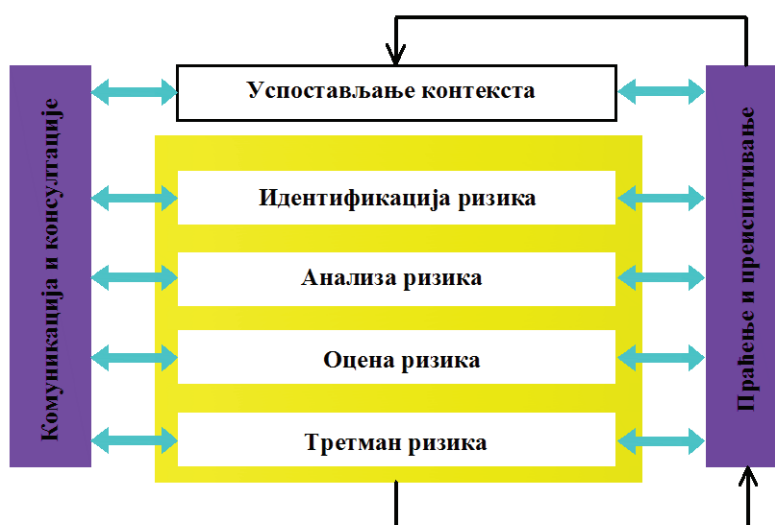 Успостављање контекста
Идентификација ризика
Анализа ризика
Оцена ризика
Третман ризика
Комуникација и консултације
Праћење и преиспитивање